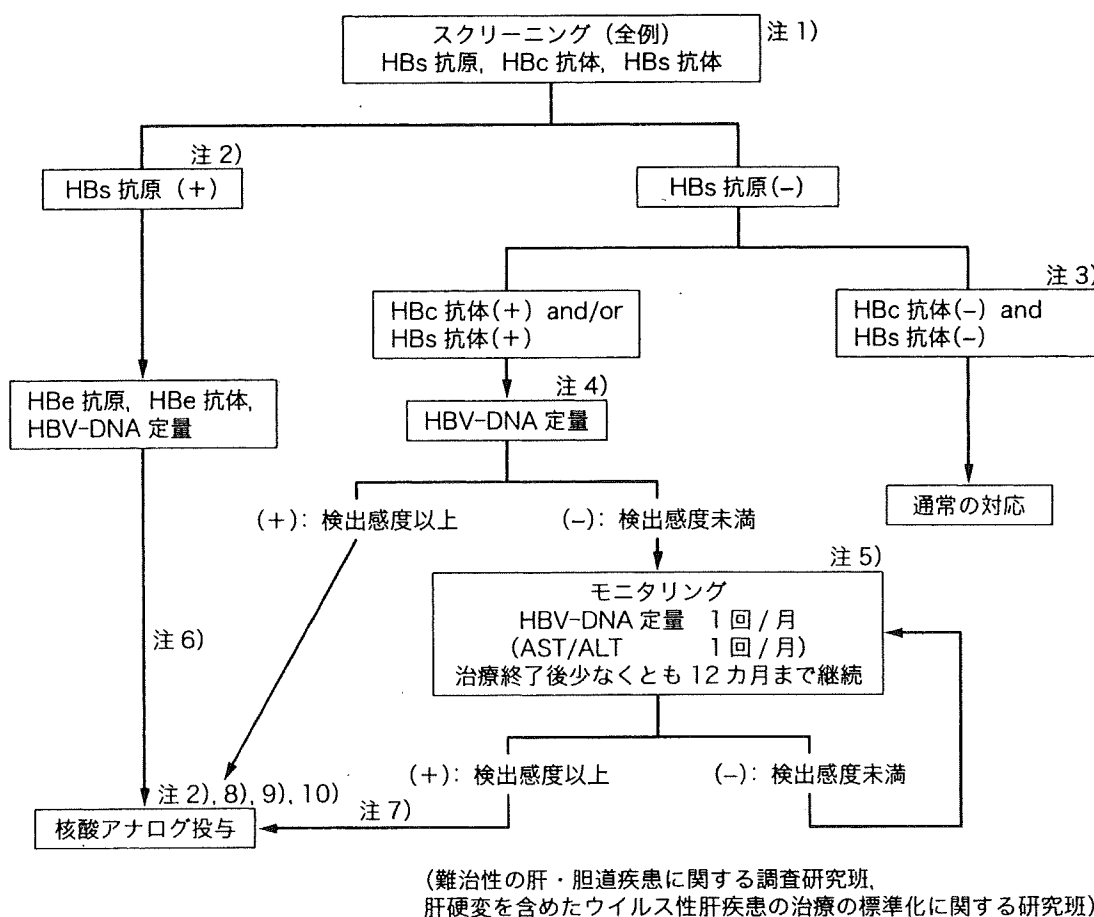 スクリーニング（全例）
HBs 抗原，HBc 抗体，HBs 抗体
注 1)
注 2)
HBs 抗原（＋）
HBs 抗原(−)
HBc 抗体(＋) and/or
HBs 抗体(＋)
注 3)
HBc 抗体(−) and
HBs 抗体(−)
HBe 抗原，HBe 抗体，
HBV-DNA 定量
注 4)
HBV-DNA 定量
通常の対応
(＋)：検出感度以上
(−)：検出感度未満
注 5)
モニタリング
HBV-DNA 定量 1 回 / 月
(AST/ALT 1 回 / 月)
治療終了後少なくとも 12 カ月まで継続
注 6)
(＋)：検出感度以上
(−)：検出感度未満
注 2), 8), 9), 10)
注 7)
核酸アナログ投与
（難治性の肝・胆道疾患に関する調査研究班，
肝硬変を含めたウイルス性肝疾患の治療の標準化に関する研究班）